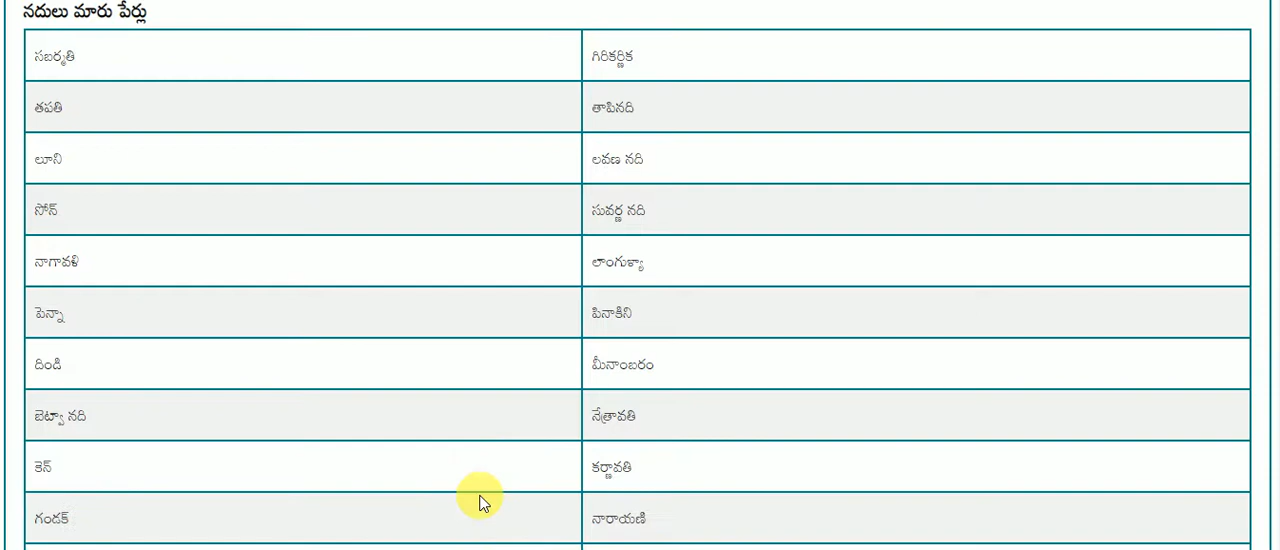 నదులు మారు పేర్లు
సబర్మతి గిరికర్ణిక
తపతి తాపినది
లూని లవణ నది
సోన్ సువర్ణ నది
నాగావళి లాంగుళ్యా
పెన్నా పినాకిని
దిండి మీనాంబరం
బెట్వా నది నేత్రావతి
కెన్ కర్ణావతి
గండక్ నారాయణి